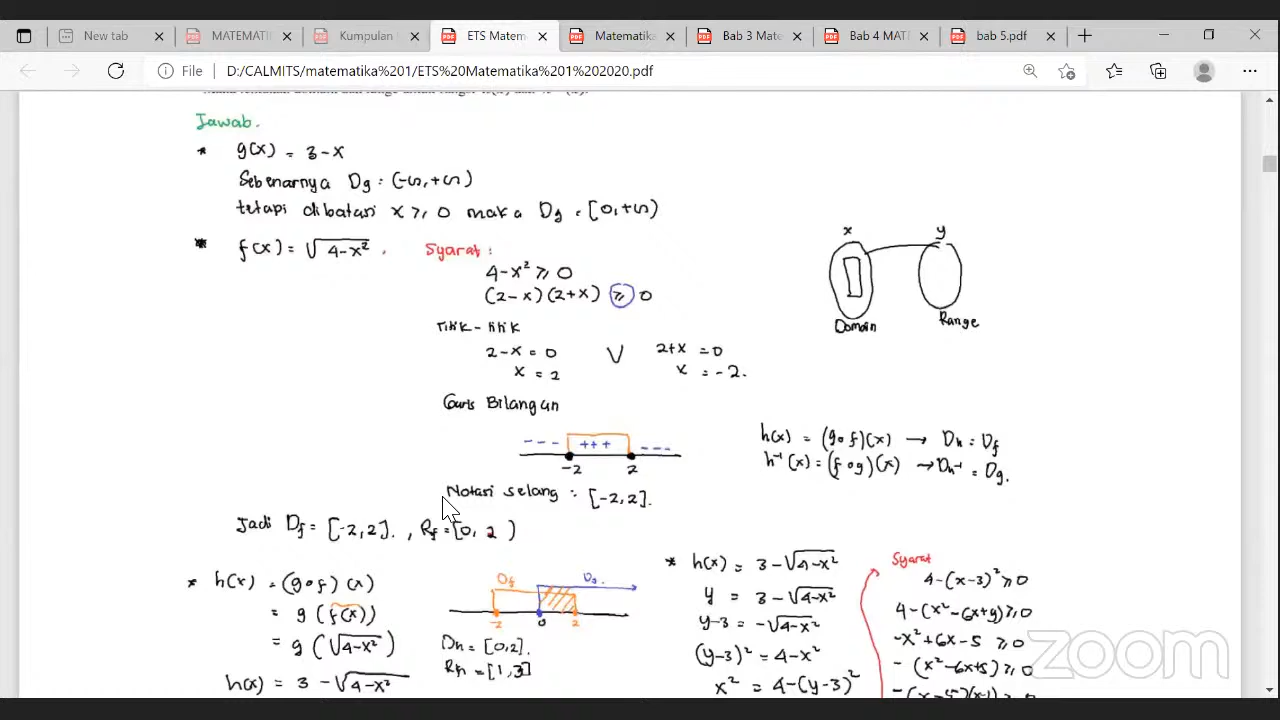 New tab
MATEMATI
Kumpulan
ETS Matem
Matematika
Bab 3 Mate
Bab 4 MAT
bab 5.pdf
File
D:/CALMITS/matematika%201/ETS%20Matematika%201%202020.pdf
Jawab.
* g(x) = 3-x
Sebenarnya Dg = (-∞,+∞)
tetapi dibatasi x ≥ 0 maka Dg = [0,+∞)
* f(x) = √4-x² .
Syarat :
4-x² ≥ 0
(2-x)(2+x) ≥ 0
Titik-titik
2-x = 0 V 2+x = 0
x = 2 x = -2.
Garis Bilangan
--- +++ ---
-2 2
Notasi selang : [-2,2].
Jadi Df = [-2,2]. , Rf = [0, 2 )
x y
Domain Range
h(x) = (gof)(x) → Dh = Df
h⁻¹(x) = (fog)(x) → Dh⁻¹ = Dg.
* h(x) = (gof)(x)
= g(f(x))
= g(√4-x²)
h(x) = 3 - √4-x²
Df Dg.
-2 0 2
Dh = [0,2].
Rh = [1,3]
* h(x) = 3-√4-x²
y = 3-√4-x²
y-3 = -√4-x²
(y-3)² = 4-x²
x² = 4-(y-3)²
Syarat
4-(x-3)² ≥ 0
4-(x²-6x+9) ≥ 0
-x²+6x-5 ≥ 0
-(x²-6x+5) ≥ 0
zoom